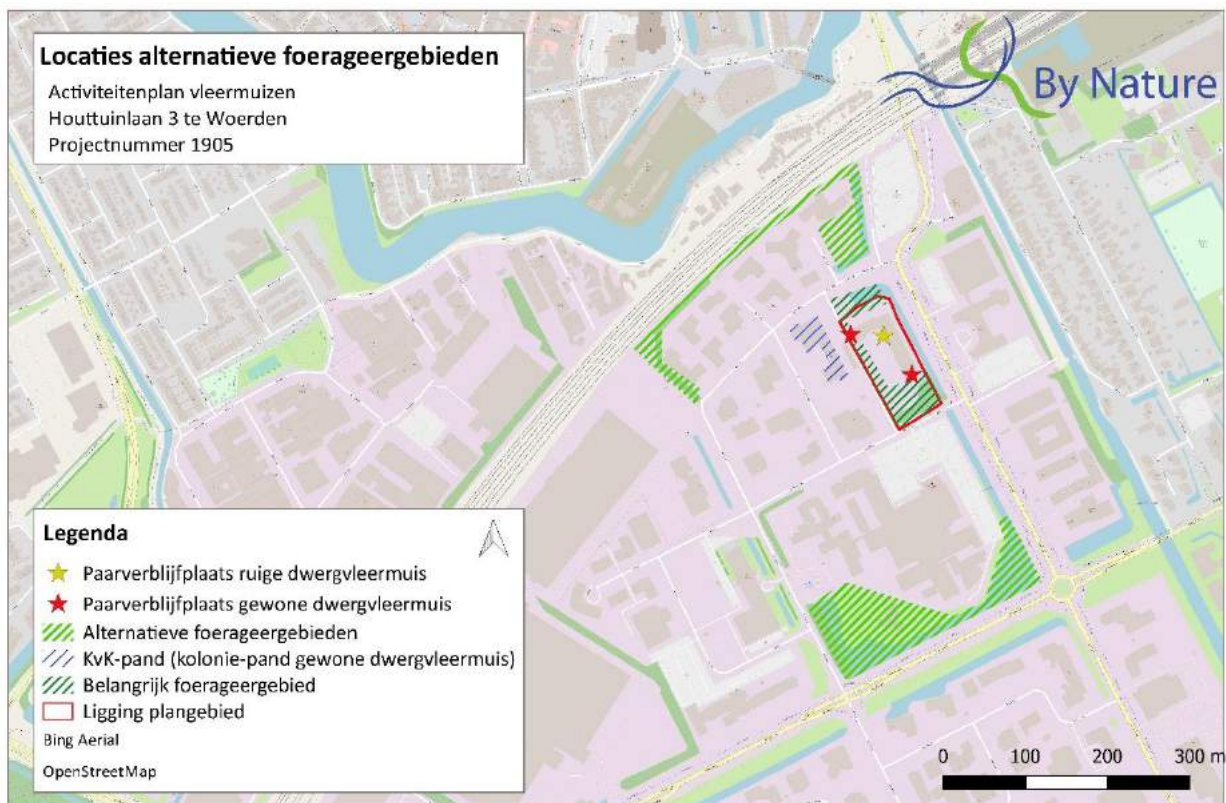 Locaties alternatieve foerageergebieden
Activiteitenplan vleermuizen
Houttuinlaan 3 te Woerden
Projectnummer 1905
By Nature
Legenda
Paarverblijfplaats ruige dwergvleermuis
Paarverblijfplaats gewone dwergvleermuis
Alternatieve foerageergebieden
KvK-pand (kolonie-pand gewone dwergvleermuis)
Belangrijk foerageergebied
Ligging plangebied
Bing Aerial
OpenStreetMap
0 100 200 300 m